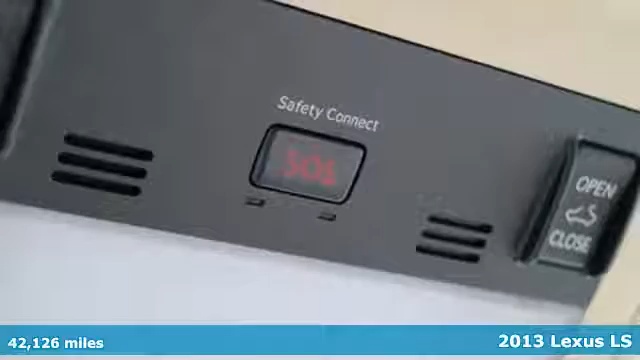 Safety Connect
SOS
OPEN
CLOSE
42,126 miles
2013 Lexus LS